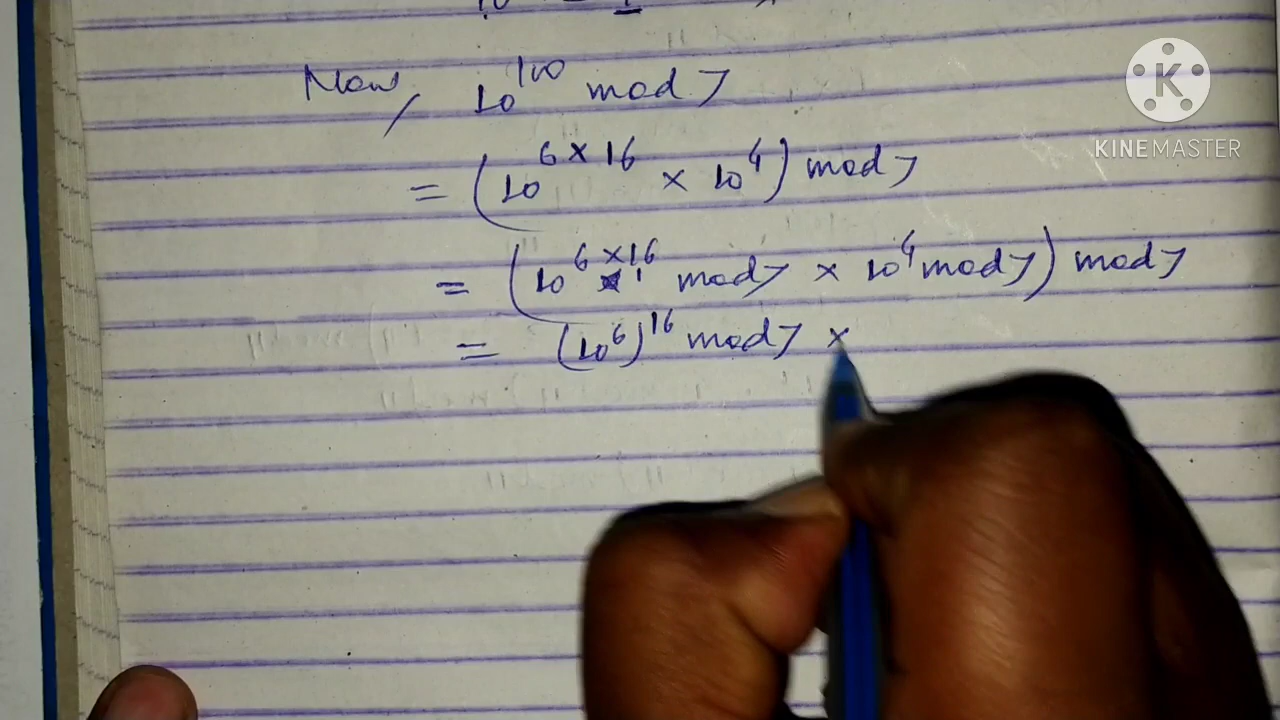 Now, 10^100 mod 7
= (10^6×16 × 10^4) mod 7
= (10^6×16 mod 7 × 10^4 mod 7) mod 7
= (10^6)^16 mod 7 ×
K
KINEMASTER